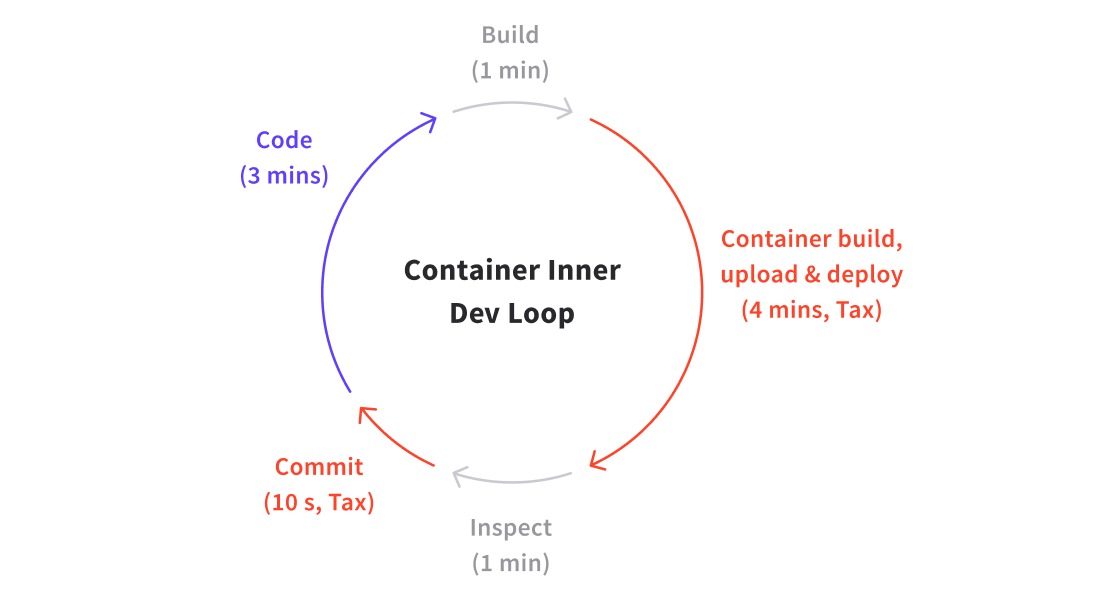 Build
(1 min)
Code
(3 mins)
Container build,
upload & deploy
(4 mins, Tax)
Container Inner
Dev Loop
Commit
(10 s, Tax)
Inspect
(1 min)